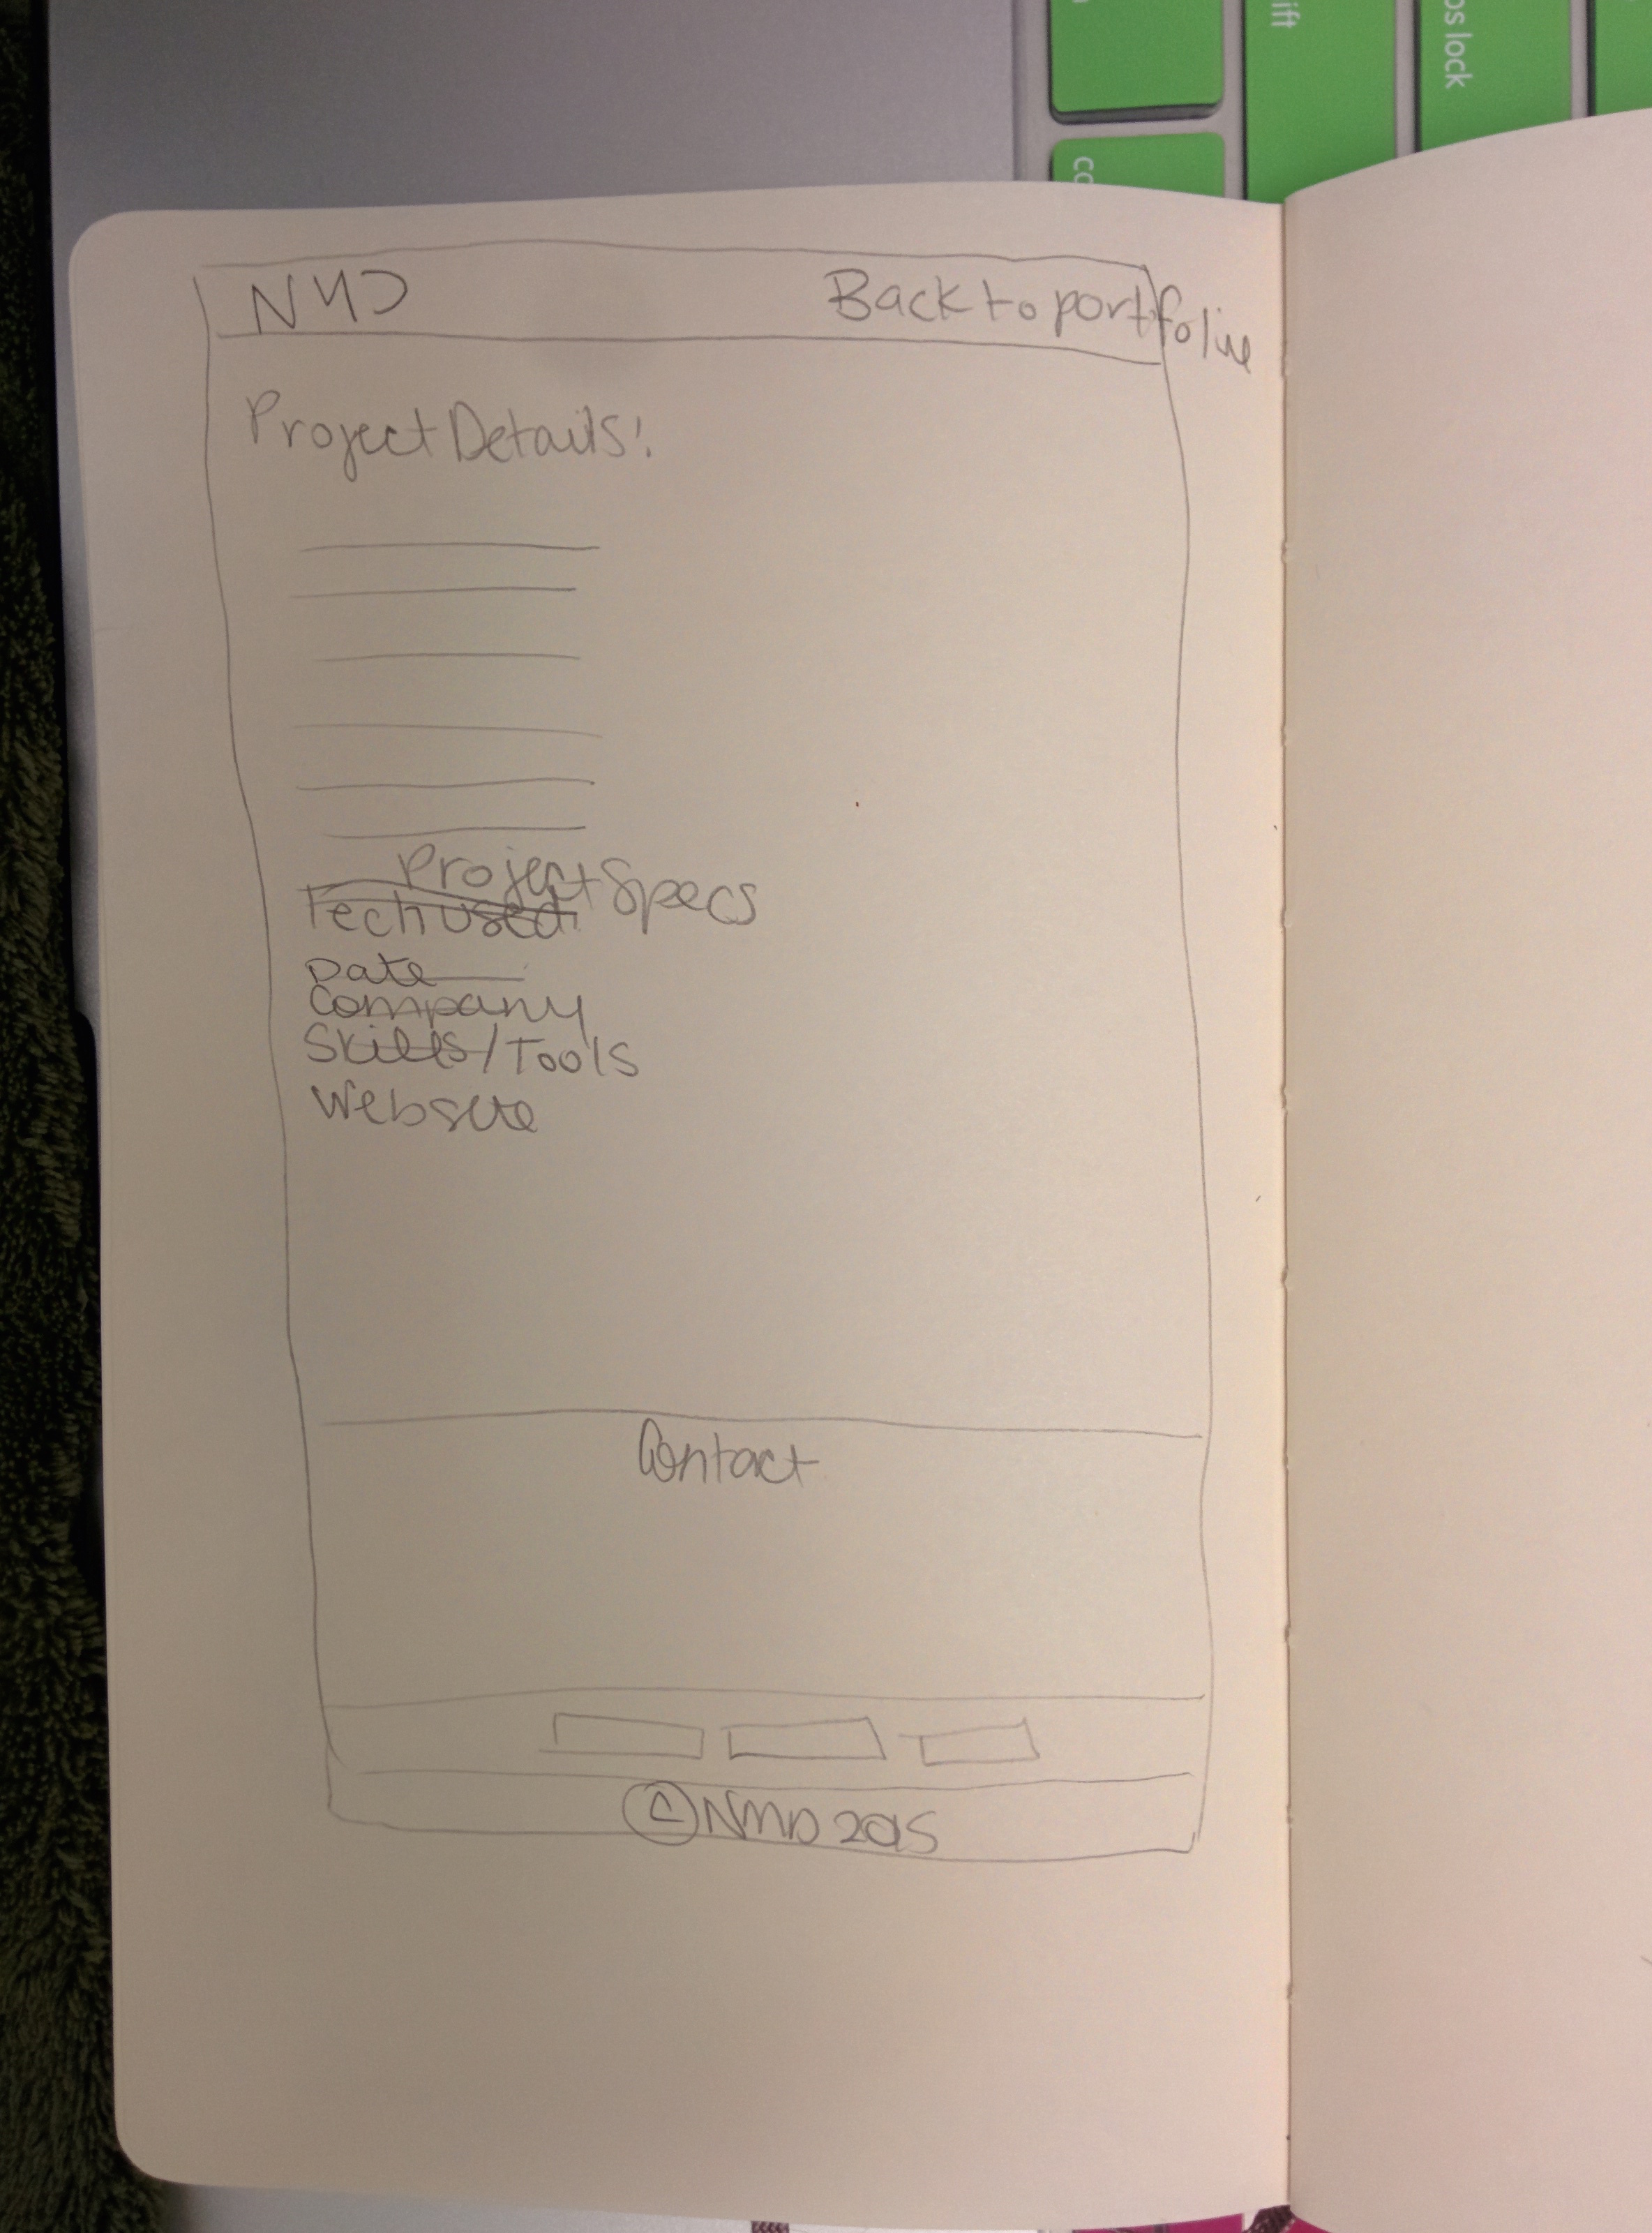 ift
os lock
co
NMD
Back to portfolio
Project Details:
Project Specs
Tech used:
Date
Company
Skills/Tools
Website
Contact
© NMD 2015